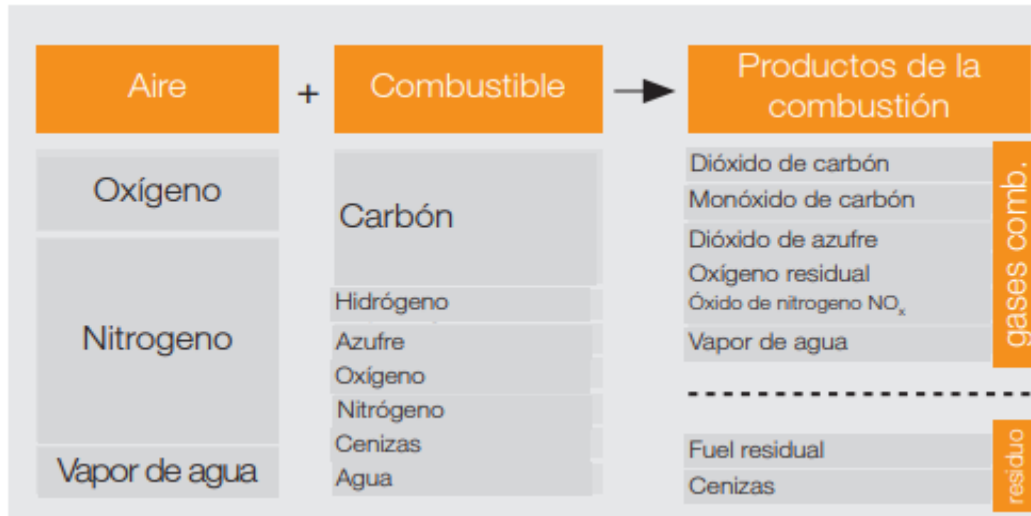 Aire
+
Combustible
Productos de la
combustión
Oxígeno
Nitrogeno
Vapor de agua
Carbón
Hidrógeno
Azufre
Oxígeno
Nitrógeno
Cenizas
Agua
Dióxido de carbón
Monóxido de carbón
Dióxido de azufre
Oxígeno residual
Óxido de nitrogeno NOx
Vapor de agua
gases comb.
Fuel residual
Cenizas
residuo